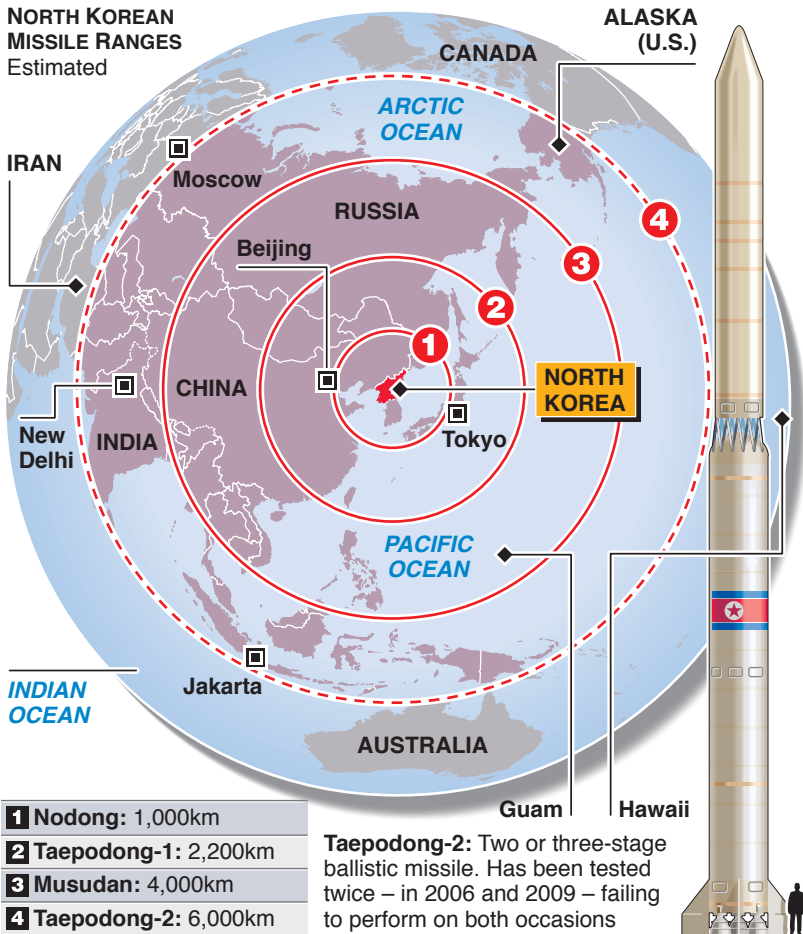 NORTH KOREAN
MISSILE RANGES
Estimated
ALASKA
(U.S.)
CANADA
ARCTIC
OCEAN
IRAN
Moscow
RUSSIA
4
Beijing
3
2
1
CHINA
NORTH
KOREA
New
Delhi
INDIA
Tokyo
PACIFIC
OCEAN
Jakarta
INDIAN
OCEAN
AUSTRALIA
Guam
Hawaii
1 Nodong: 1,000km
2 Taepodong-1: 2,200km
3 Musudan: 4,000km
4 Taepodong-2: 6,000km
Taepodong-2: Two or three-stage
ballistic missile. Has been tested
twice – in 2006 and 2009 – failing
to perform on both occasions